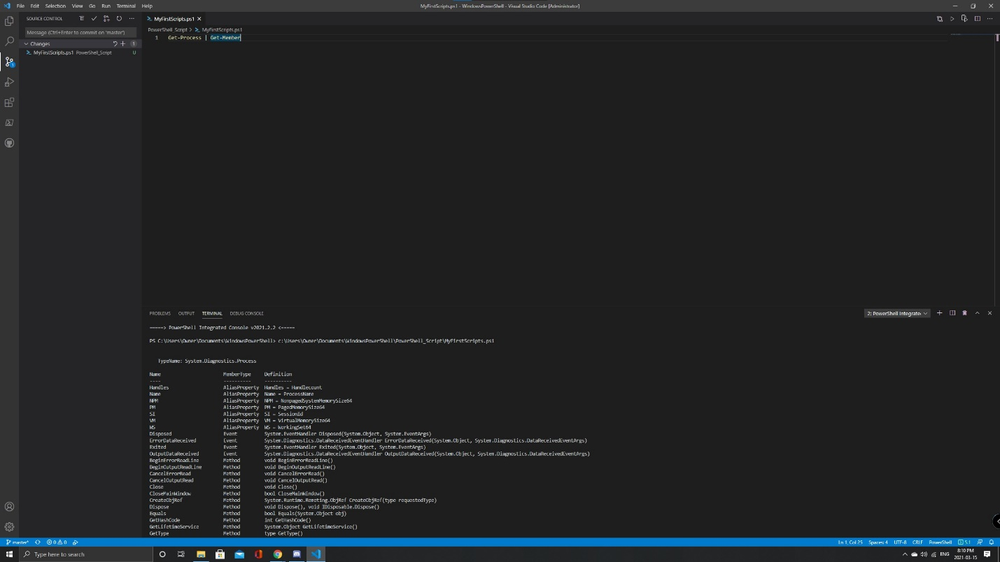 File Edit Selection View Go Run Terminal Help
MyFirstScripts.ps1 - WindowsPowerShell - Visual Studio Code [Administrator]
SOURCE CONTROL
MyFirstScripts.ps1
Message (Ctrl+Enter to commit on 'master')
PowerShell_Script > MyFirstScripts.ps1
1 Get-Process | Get-Member
Changes 1
MyFirstScripts.ps1 PowerShell_Script U
1
PROBLEMS OUTPUT TERMINAL DEBUG CONSOLE
2: PowerShell Integrate
=====> PowerShell Integrated Console v2021.2.2 <=====
PS C:\Users\Owner\Documents\WindowsPowerShell> c:\Users\Owner\Documents\WindowsPowerShell\PowerShell_Script\MyFirstScripts.ps1
TypeName: System.Diagnostics.Process
Name MemberType Definition
---- ---------- ----------
Handles AliasProperty Handles = Handlecount
Name AliasProperty Name = ProcessName
NPM AliasProperty NPM = NonpagedSystemMemorySize64
PM AliasProperty PM = PagedMemorySize64
SI AliasProperty SI = SessionId
VM AliasProperty VM = VirtualMemorySize64
WS AliasProperty WS = WorkingSet64
Disposed Event System.EventHandler Disposed(System.Object, System.EventArgs)
ErrorDataReceived Event System.Diagnostics.DataReceivedEventHandler ErrorDataReceived(System.Object, System.Diagnostics.DataReceivedEventArgs)
Exited Event System.EventHandler Exited(System.Object, System.EventArgs)
OutputDataReceived Event System.Diagnostics.DataReceivedEventHandler OutputDataReceived(System.Object, System.Diagnostics.DataReceivedEventArgs)
BeginErrorReadLine Method void BeginErrorReadLine()
BeginOutputReadLine Method void BeginOutputReadLine()
CancelErrorRead Method void CancelErrorRead()
CancelOutputRead Method void CancelOutputRead()
Close Method void Close()
CloseMainWindow Method bool CloseMainWindow()
CreateObjRef Method System.Runtime.Remoting.ObjRef CreateObjRef(type requestedType)
Dispose Method void Dispose(), void IDisposable.Dispose()
Equals Method bool Equals(System.Object obj)
GetHashCode Method int GetHashCode()
GetLifetimeService Method System.Object GetLifetimeService()
GetType Method type GetType()
master* 0 0
Ln 1, Col 25 Spaces: 4 UTF-8 CRLF PowerShell 5.1
Type here to search
ENG
8:10 PM
2021-03-15